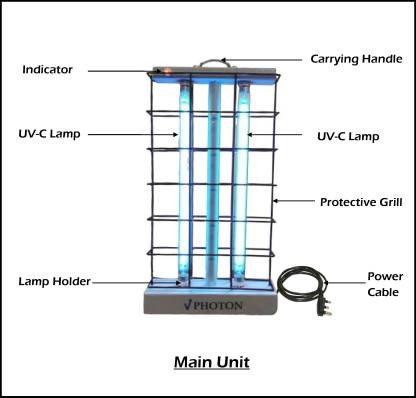 Carrying Handle
Indicator
UV-C Lamp
UV-C Lamp
Protective Grill
Lamp Holder
Power
Cable
PHOTON
Main Unit